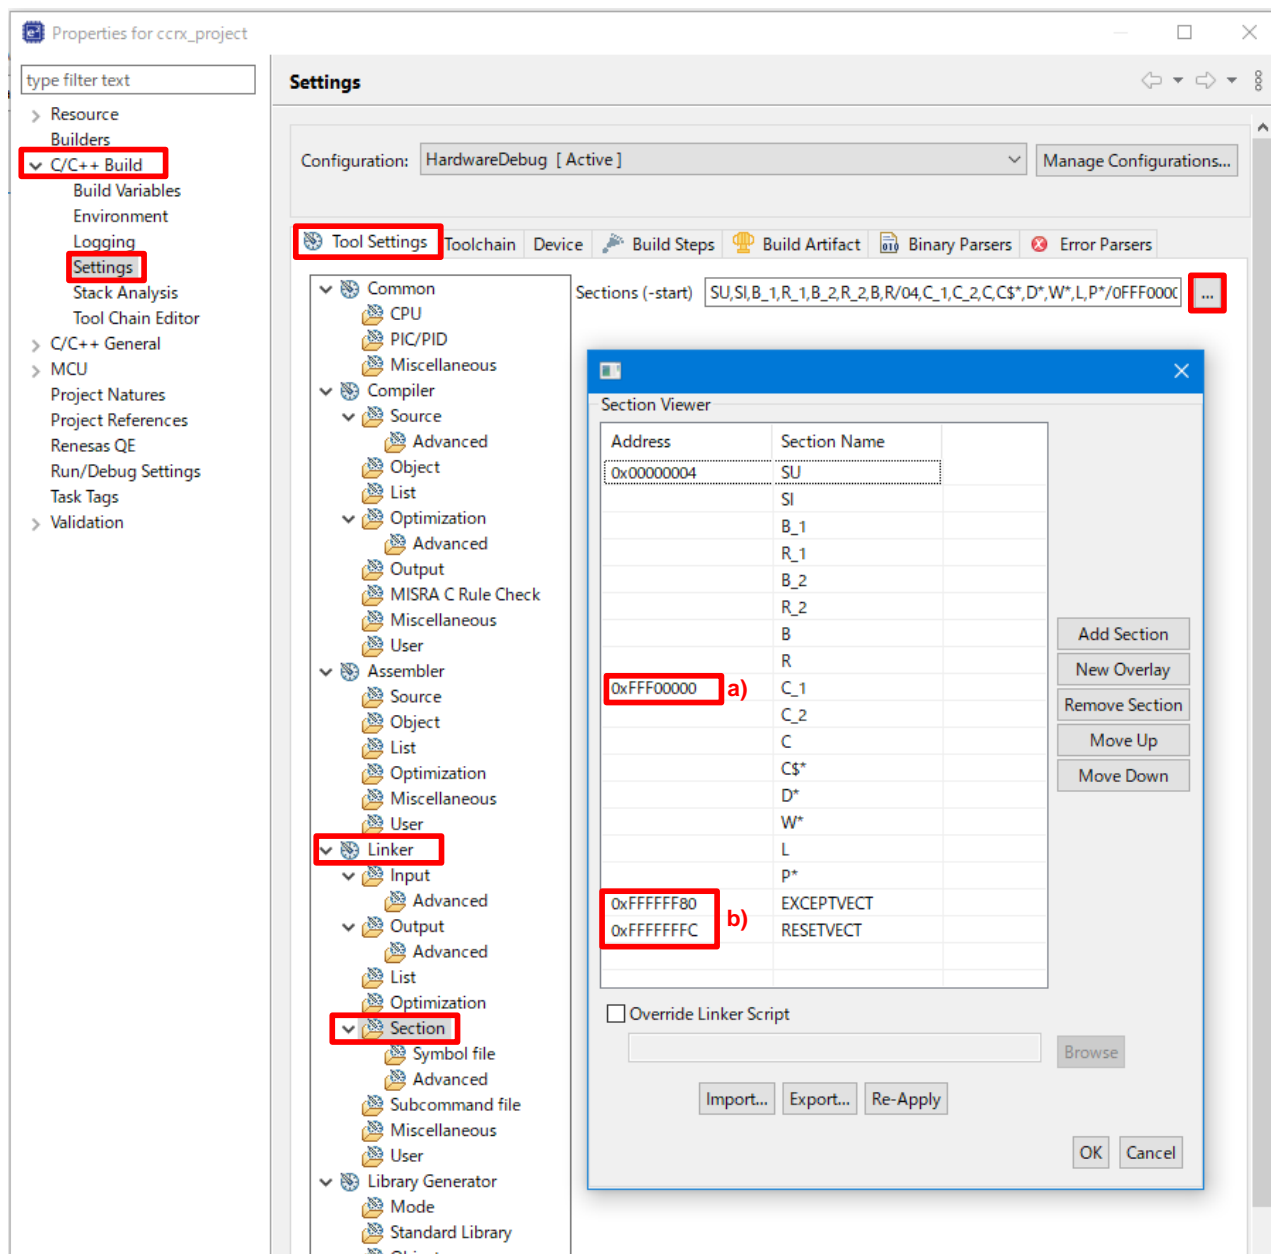 Properties for ccrx_project
type filter text
Resource
Builders
C/C++ Build
Build Variables
Environment
Logging
Settings
Stack Analysis
Tool Chain Editor
C/C++ General
MCU
Project Natures
Project References
Renesas QE
Run/Debug Settings
Task Tags
Validation
Settings
Configuration:
HardwareDebug [ Active ]
Manage Configurations...
Tool Settings
Toolchain
Device
Build Steps
Build Artifact
Binary Parsers
Error Parsers
Common
CPU
PIC/PID
Miscellaneous
Compiler
Source
Advanced
Object
List
Optimization
Advanced
Output
MISRA C Rule Check
Miscellaneous
User
Assembler
Source
Object
List
Optimization
Miscellaneous
User
Linker
Input
Advanced
Output
Advanced
List
Optimization
Section
Symbol file
Advanced
Subcommand file
Miscellaneous
User
Library Generator
Mode
Standard Library
Sections (-start)
SU,SI,B_1,R_1,B_2,R_2,B,R/04,C_1,C_2,C,C$*,D*,W*,L,P*/0FFF0000
...
Section Viewer
Address Section Name
0x00000004 SU
SI
B_1
R_1
B_2
R_2
B
R
0xFFF00000 a) C_1
C_2
C
C$*
D*
W*
L
P*
0xFFFFFF80 EXCEPTVECT
b)
0xFFFFFFFC RESETVECT
Add Section
New Overlay
Remove Section
Move Up
Move Down
Override Linker Script
Browse
Import...
Export...
Re-Apply
OK
Cancel